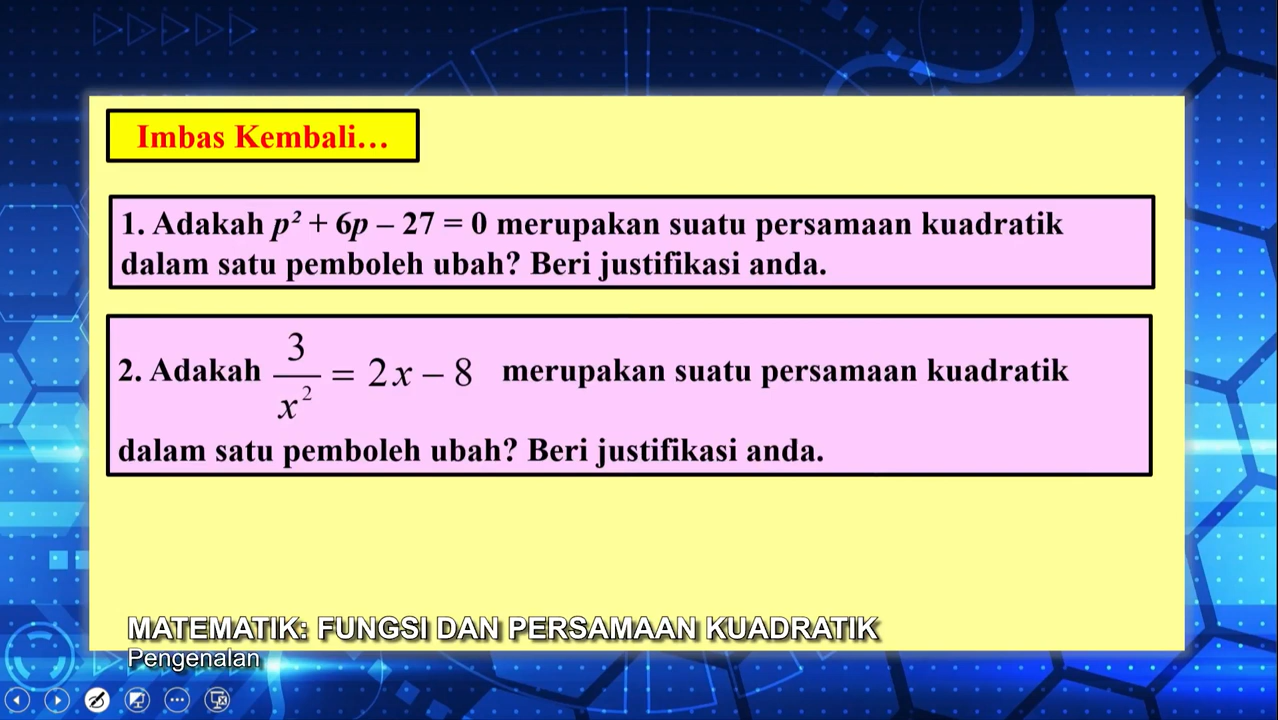 Imbas Kembali…
1. Adakah p² + 6p – 27 = 0 merupakan suatu persamaan kuadratik
dalam satu pemboleh ubah? Beri justifikasi anda.
2. Adakah 3/x² = 2x – 8 merupakan suatu persamaan kuadratik
dalam satu pemboleh ubah? Beri justifikasi anda.
MATEMATIK: FUNGSI DAN PERSAMAAN KUADRATIK
Pengenalan